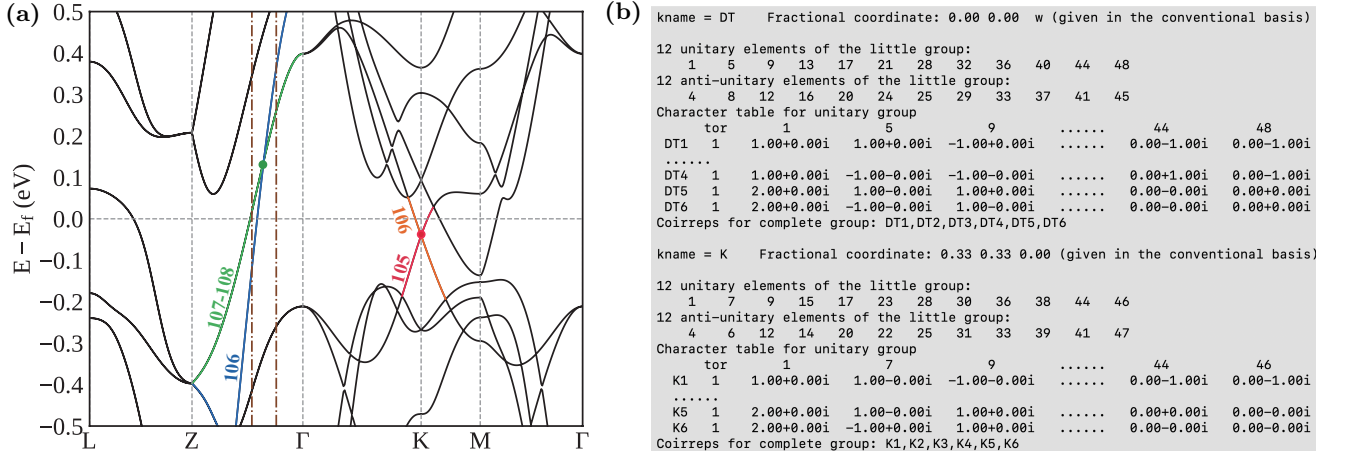 (a)
0.5
0.4
0.3
0.2
0.1
0.0
−0.1
−0.2
−0.3
−0.4
−0.5
E − E_f (eV)
107-108
106
106
105
L Z Γ K M Γ
(b)
kname = DT Fractional coordinate: 0.00 0.00 w (given in the conventional basis)
12 unitary elements of the little group:
1 5 9 13 17 21 28 32 36 40 44 48
12 anti-unitary elements of the little group:
4 8 12 16 20 24 25 29 33 37 41 45
Character table for unitary group
tor 1 5 9 ...... 44 48
DT1 1 1.00+0.00i 1.00+0.00i -1.00+0.00i ...... 0.00-1.00i 0.00-1.00i
......
DT4 1 1.00+0.00i -1.00-0.00i -1.00-0.00i ...... 0.00+1.00i 0.00-1.00i
DT5 1 2.00+0.00i 1.00-0.00i 1.00+0.00i ...... 0.00-0.00i 0.00+0.00i
DT6 1 2.00+0.00i -1.00-0.00i 1.00-0.00i ...... 0.00-0.00i 0.00+0.00i
Coirreps for complete group: DT1,DT2,DT3,DT4,DT5,DT6
kname = K Fractional coordinate: 0.33 0.33 0.00 (given in the conventional basis)
12 unitary elements of the little group:
1 7 9 15 17 23 28 30 36 38 44 46
12 anti-unitary elements of the little group:
4 6 12 14 20 22 25 31 33 39 41 47
Character table for unitary group
tor 1 7 9 ...... 44 46
K1 1 1.00+0.00i 1.00-0.00i -1.00-0.00i ...... 0.00-1.00i 0.00-1.00i
......
K5 1 2.00+0.00i 1.00-0.00i 1.00+0.00i ...... 0.00-0.00i 0.00-0.00i
K6 1 2.00+0.00i -1.00+0.00i 1.00-0.00i ...... 0.00+0.00i 0.00-0.00i
Coirreps for complete group: K1,K2,K3,K4,K5,K6